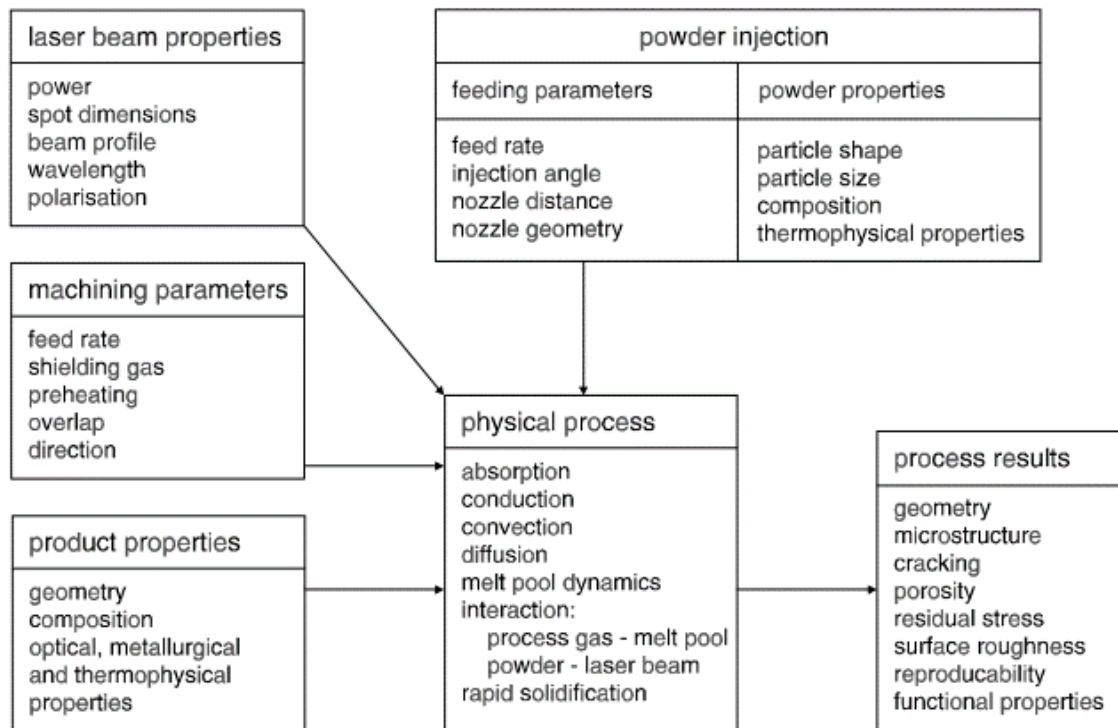 laser beam properties
power
spot dimensions
beam profile
wavelength
polarisation
powder injection
feeding parameters
feed rate
injection angle
nozzle distance
nozzle geometry
powder properties
particle shape
particle size
composition
thermophysical properties
machining parameters
feed rate
shielding gas
preheating
overlap
direction
product properties
geometry
composition
optical, metallurgical
and thermophysical
properties
physical process
absorption
conduction
convection
diffusion
melt pool dynamics
interaction:
process gas - melt pool
powder - laser beam
rapid solidification
process results
geometry
microstructure
cracking
porosity
residual stress
surface roughness
reproducability
functional properties